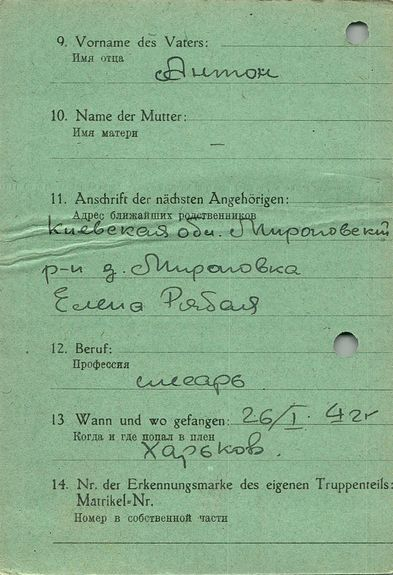 9. Vorname des Vaters:
Имя отца
Антон
10. Name der Mutter:
Имя матери
—
11. Anschrift der nächsten Angehörigen:
Адрес ближайших родственников
Киевская обл. Мироновский
р-н д. Мироновка
Елена Рябая
12. Beruf:
Профессия
слесарь
13 Wann und wo gefangen: 26/I. 42г
Когда и где попал в плен
Харьков.
14. Nr. der Erkennungsmarke des eigenen Truppenteils:
Matrikel=Nr.
Номер в собственной части